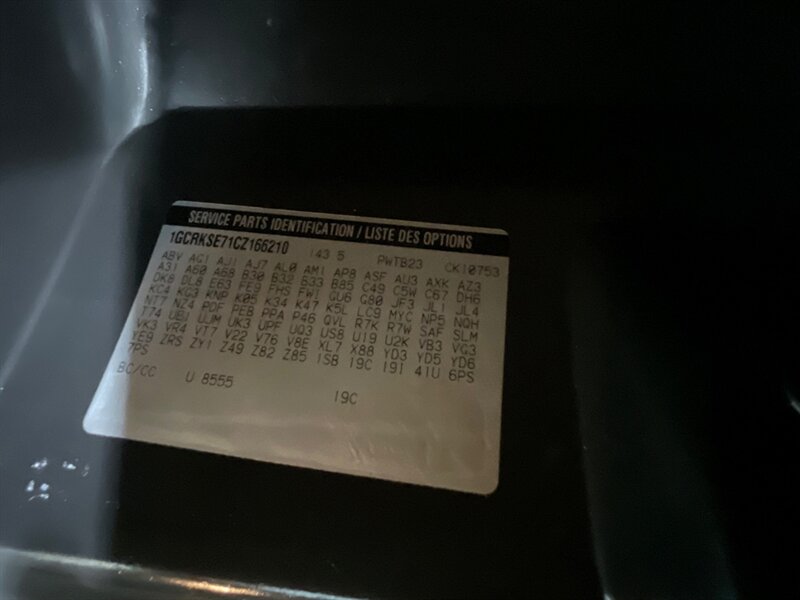 SERVICE PARTS IDENTIFICATION / LISTE DES OPTIONS
1GCRKSE71CZ166210 143 5 PWTB23 CK10753
ABV AG1 AJ1 AJ7 AL0 AM1 AP8 ASF AU3 AXK AZ3
A31 A60 A68 B30 B32 B33 B85 C49 C5W C67 DH6
DK8 DL8 E63 FE9 FHS FWI GU6 G80 JF3 JL1 JL4
KC4 KG3 KNP K05 K34 K47 K5L LC9 MYC NP5 NQH
NT7 NZ4 PDF PEB PPA P46 QVL R7K R7W SAF SLM
T74 UBJ UJM UK3 UPF UQ3 US8 U19 U2K VB3 VG3
VK3 VR4 VT7 V22 V76 V8E XL7 X88 YD3 YD5 YD6
YE9 ZRS ZY1 Z49 Z82 Z85 1SB 19C 191 41U 6PS
7PS
BC/CC U 8555
19C